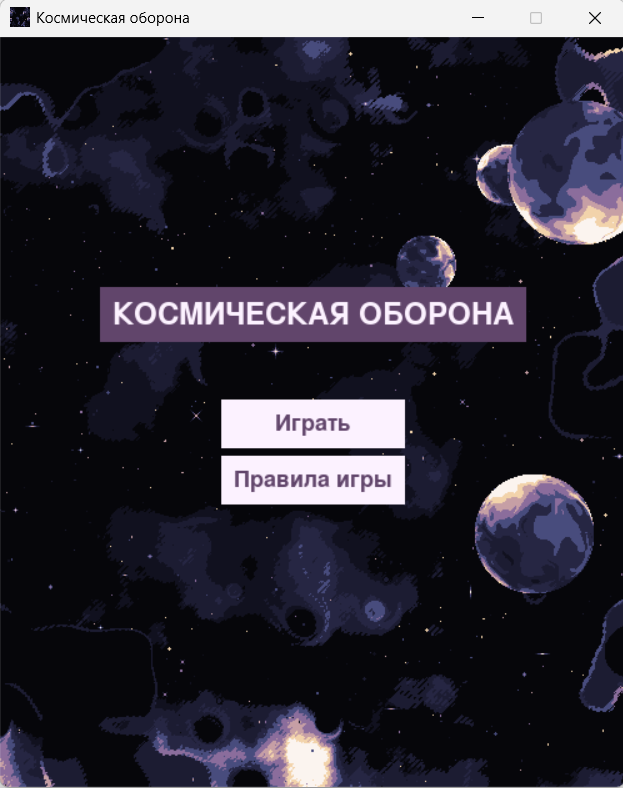 Космическая оборона
КОСМИЧЕСКАЯ ОБОРОНА
Играть
Правила игры